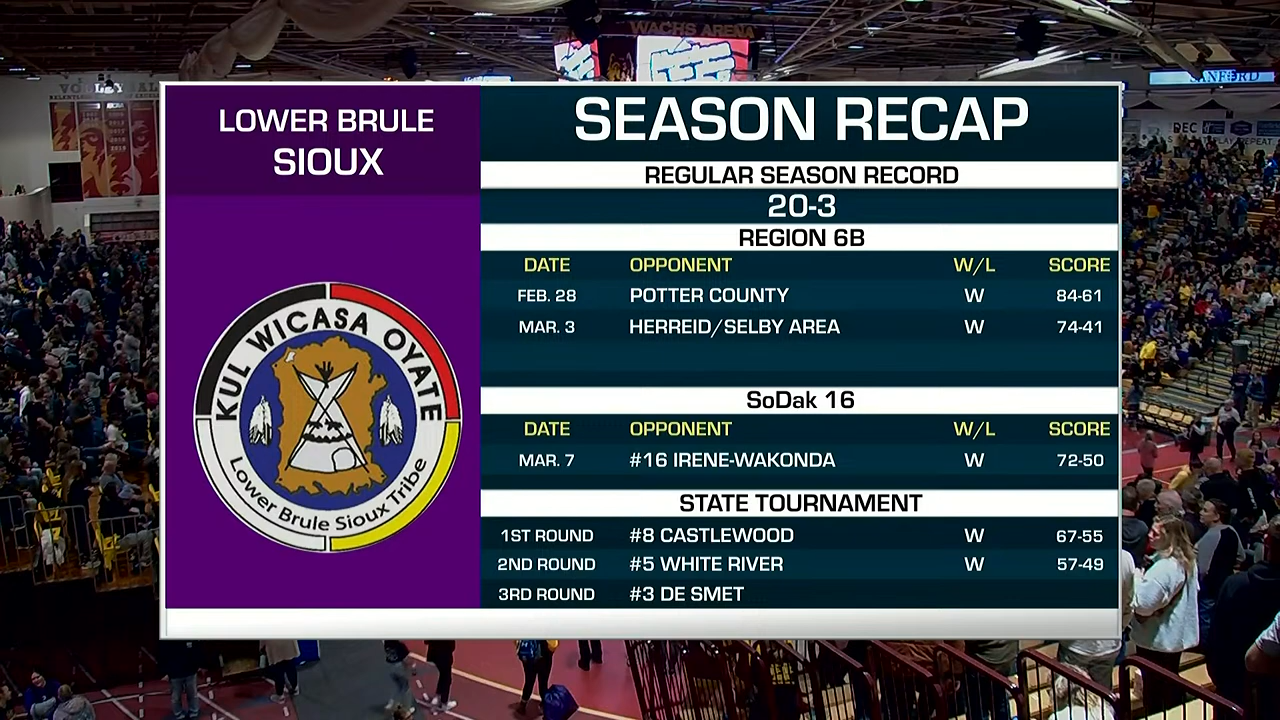 WACHS ARENA
SANFORD
LOWER BRULE
SIOUX
KUL WICASA OYATE
Lower Brule Sioux Tribe
SEASON RECAP
REGULAR SEASON RECORD
20-3
REGION 6B
DATE OPPONENT W/L SCORE
FEB. 28 POTTER COUNTY W 84-61
MAR. 3 HERREID/SELBY AREA W 74-41
SoDak 16
DATE OPPONENT W/L SCORE
MAR. 7 #16 IRENE-WAKONDA W 72-50
STATE TOURNAMENT
1ST ROUND #8 CASTLEWOOD W 67-55
2ND ROUND #5 WHITE RIVER W 57-49
3RD ROUND #3 DE SMET